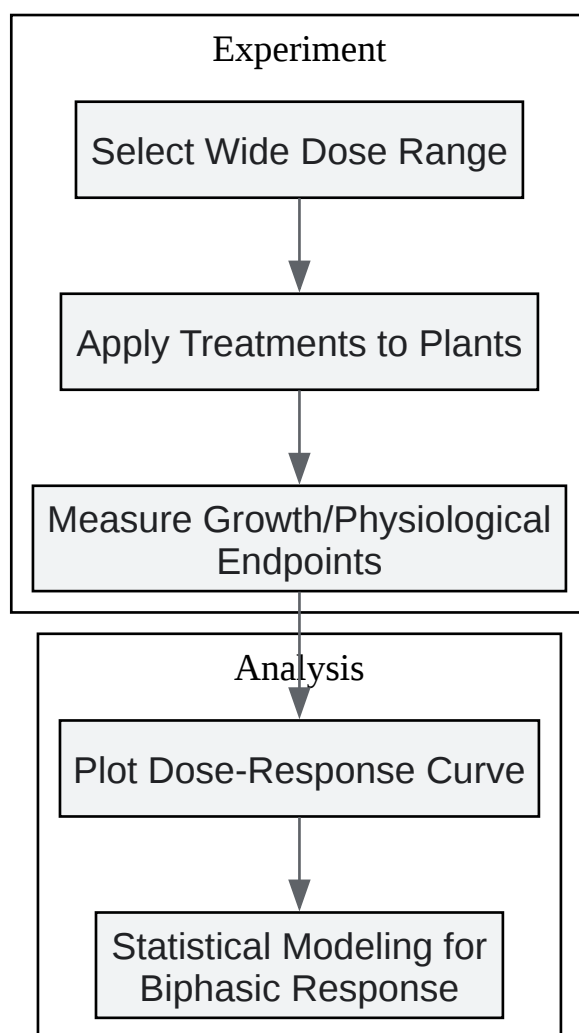 Experiment
Select Wide Dose Range
Apply Treatments to Plants
Measure Growth/Physiological
Endpoints
Analysis
Plot Dose-Response Curve
Statistical Modeling for
Biphasic Response